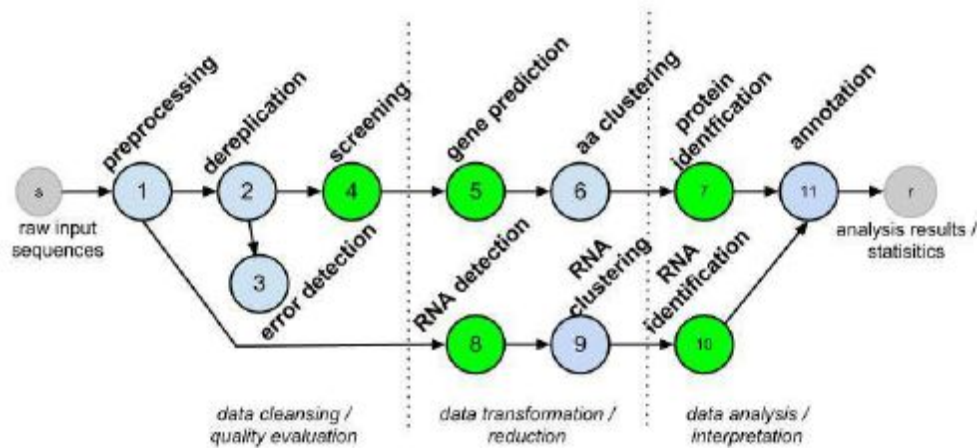 preprocessing
dereplication
screening
gene prediction
aa clustering
protein
identfication
annotation
s
1
2
4
5
6
7
11
r
raw input
sequences
analysis results /
statisitics
3
error detection
RNA detection
RNA
clustering
RNA
identification
8
9
10
data cleansing /
quality evaluation
data transformation /
reduction
data analysis /
interpretation